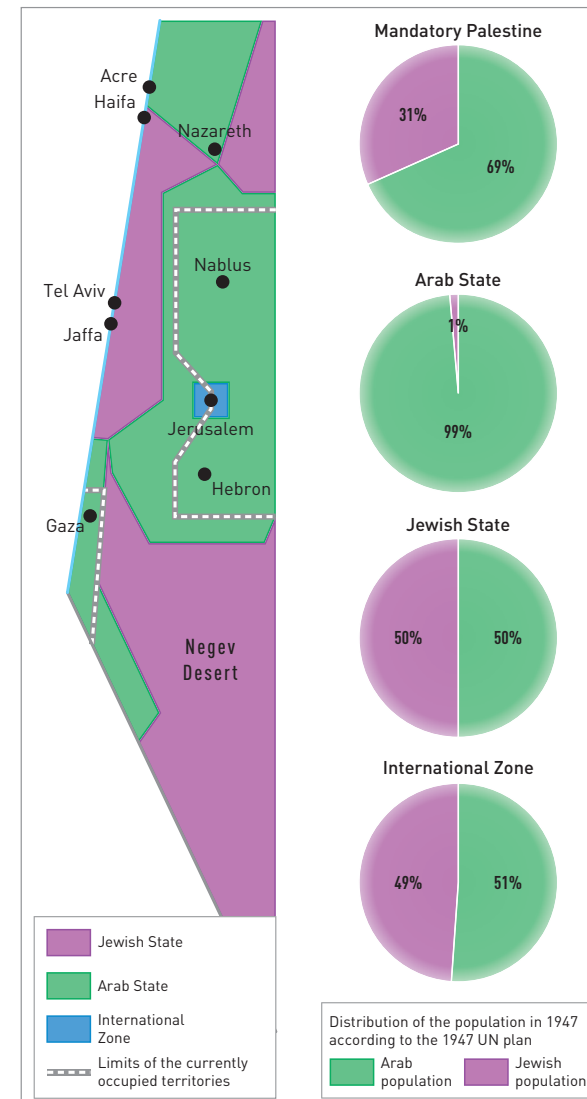 Acre
Haifa
Nazareth
Nablus
Tel Aviv
Jaffa
Jerusalem
Hebron
Gaza
Negev
Desert
Jewish State
Arab State
International
Zone
Limits of the currently
occupied territories
Mandatory Palestine
31%
69%
Arab State
1%
99%
Jewish State
50%
50%
International Zone
49%
51%
Distribution of the population in 1947
according to the 1947 UN plan
Arab
population
Jewish
population